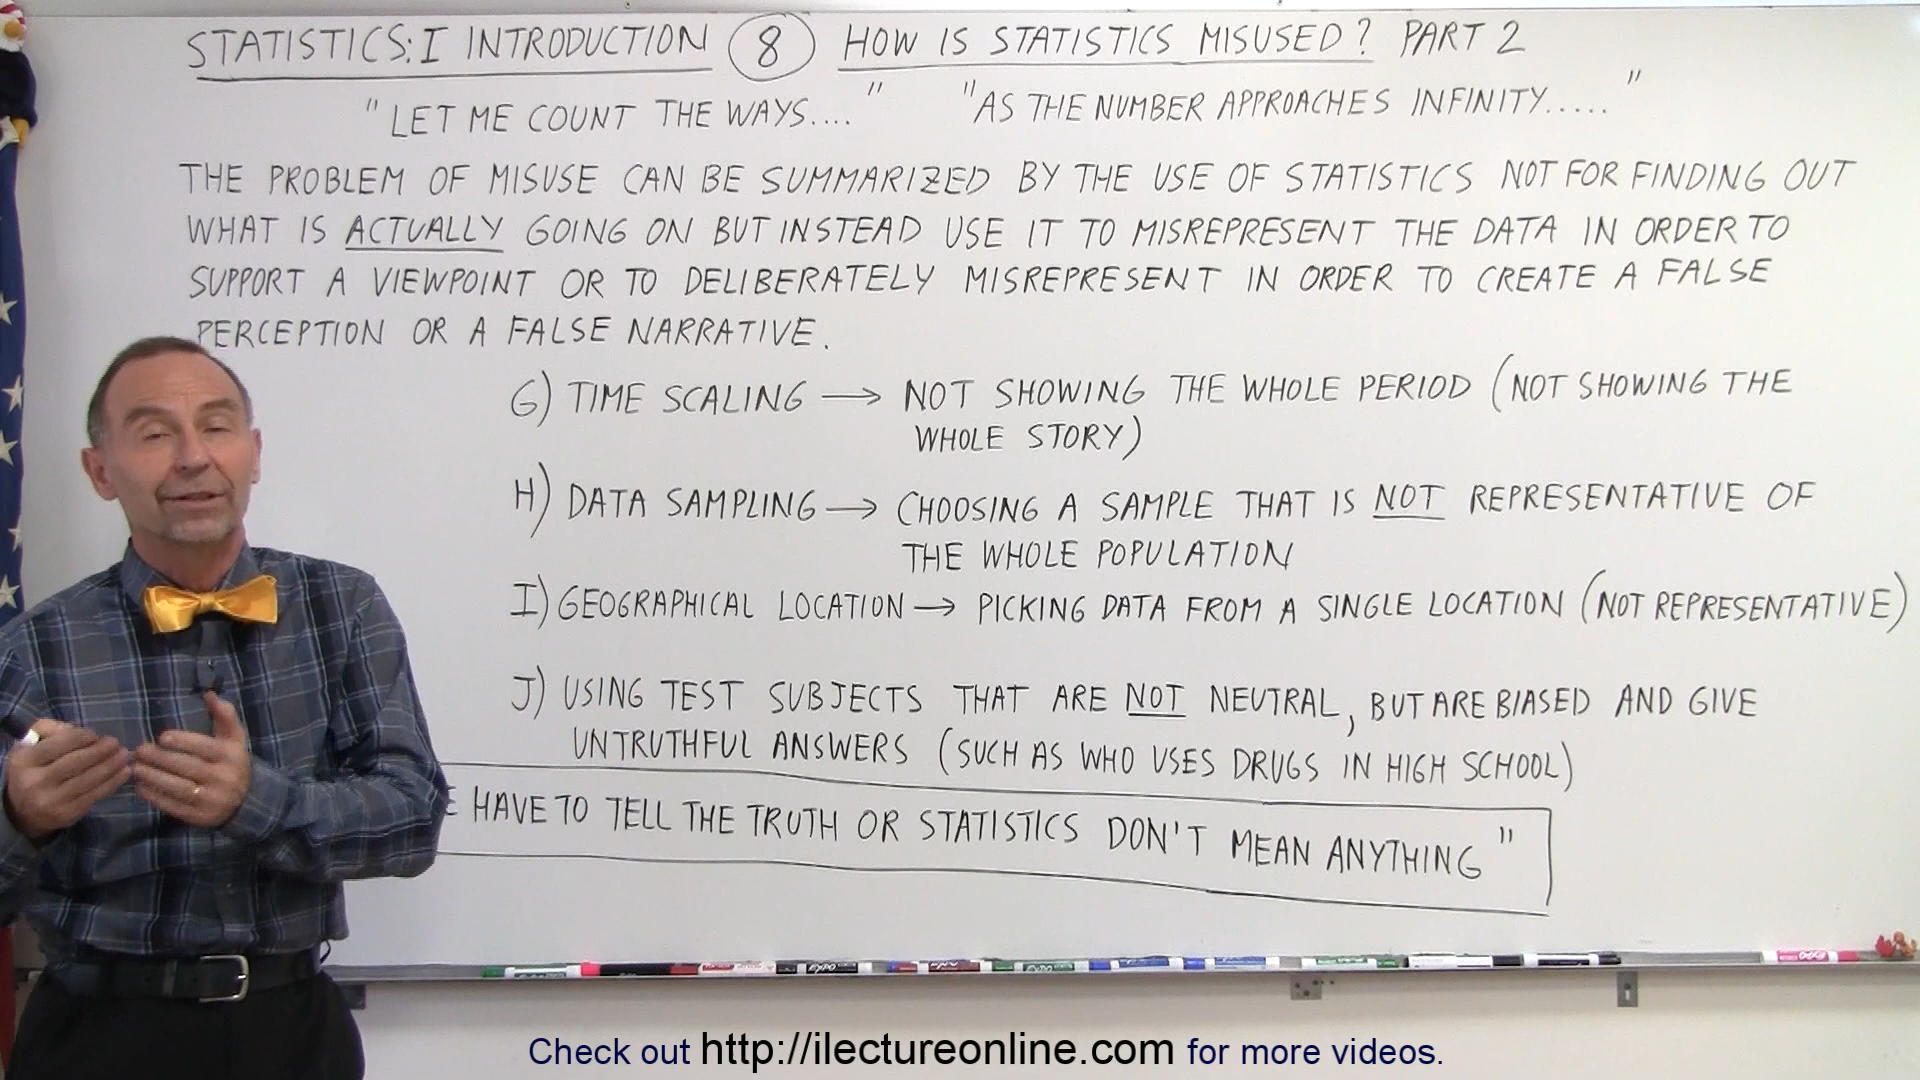 STATISTICS: I INTRODUCTION 8 HOW IS STATISTICS MISUSED? PART 2
"LET ME COUNT THE WAYS...." "AS THE NUMBER APPROACHES INFINITY....."
THE PROBLEM OF MISUSE CAN BE SUMMARIZED BY THE USE OF STATISTICS NOT FOR FINDING OUT
WHAT IS ACTUALLY GOING ON BUT INSTEAD USE IT TO MISREPRESENT THE DATA IN ORDER TO
SUPPORT A VIEWPOINT OR TO DELIBERATELY MISREPRESENT IN ORDER TO CREATE A FALSE
PERCEPTION OR A FALSE NARRATIVE.
G) TIME SCALING → NOT SHOWING THE WHOLE PERIOD (NOT SHOWING THE
WHOLE STORY)
H) DATA SAMPLING → CHOOSING A SAMPLE THAT IS NOT REPRESENTATIVE OF
THE WHOLE POPULATION
I) GEOGRAPHICAL LOCATION → PICKING DATA FROM A SINGLE LOCATION (NOT REPRESENTATIVE)
J) USING TEST SUBJECTS THAT ARE NOT NEUTRAL, BUT ARE BIASED AND GIVE
UNTRUTHFUL ANSWERS (SUCH AS WHO USES DRUGS IN HIGH SCHOOL)
HAVE TO TELL THE TRUTH OR STATISTICS DON'T MEAN ANYTHING"
EXPO
Check out http://ilectureonline.com for more videos.